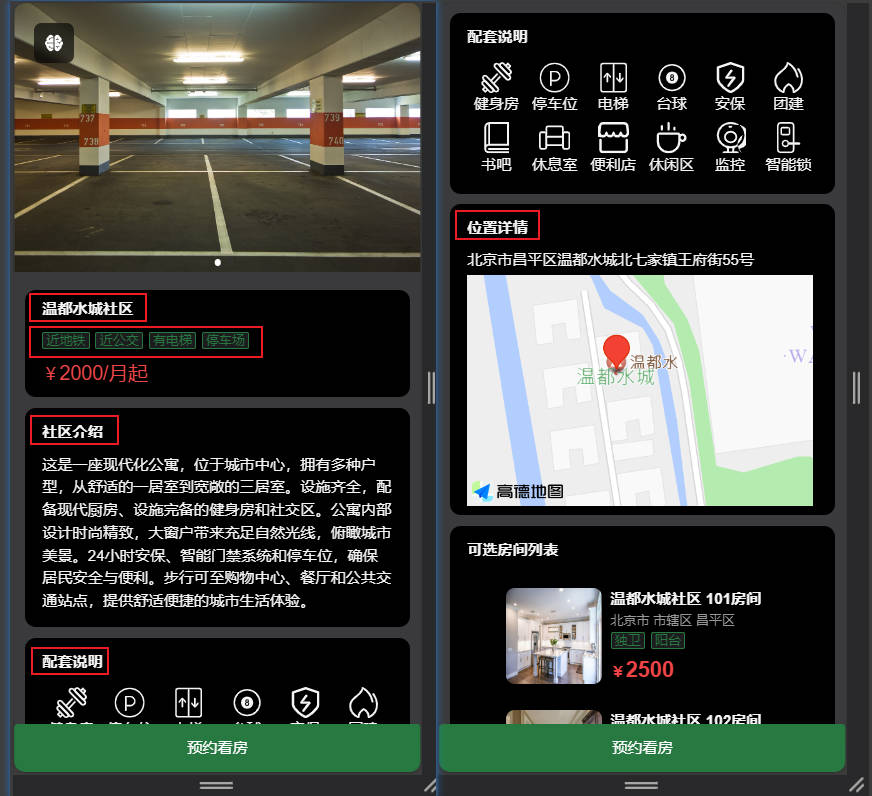 737
738
739
740
温都水城社区
近地铁 近公交 有电梯 停车场
￥2000/月起
社区介绍
这是一座现代化公寓，位于城市中心，拥有多种户
型，从舒适的一居室到宽敞的三居室。设施齐全，配
备现代厨房、设施完备的健身房和社交区。公寓内部
设计时尚精致，大窗户带来充足自然光线，俯瞰城市
美景。24小时安保、智能门禁系统和停车位，确保
居民安全与便利。步行可至购物中心、餐厅和公共交
通站点，提供舒适便捷的城市生活体验。
配套说明
P
8
预约看房
配套说明
P
8
健身房 停车位 电梯 台球 安保 团建
书吧 休息室 便利店 休闲区 监控 智能锁
位置详情
北京市昌平区温都水城北七家镇王府街55号
温都水
温都水城
·WA
高德地图
可选房间列表
温都水城社区 101房间
北京市 市辖区 昌平区
独卫 阳台
￥2500
温都水城社区 102房间
预约看房